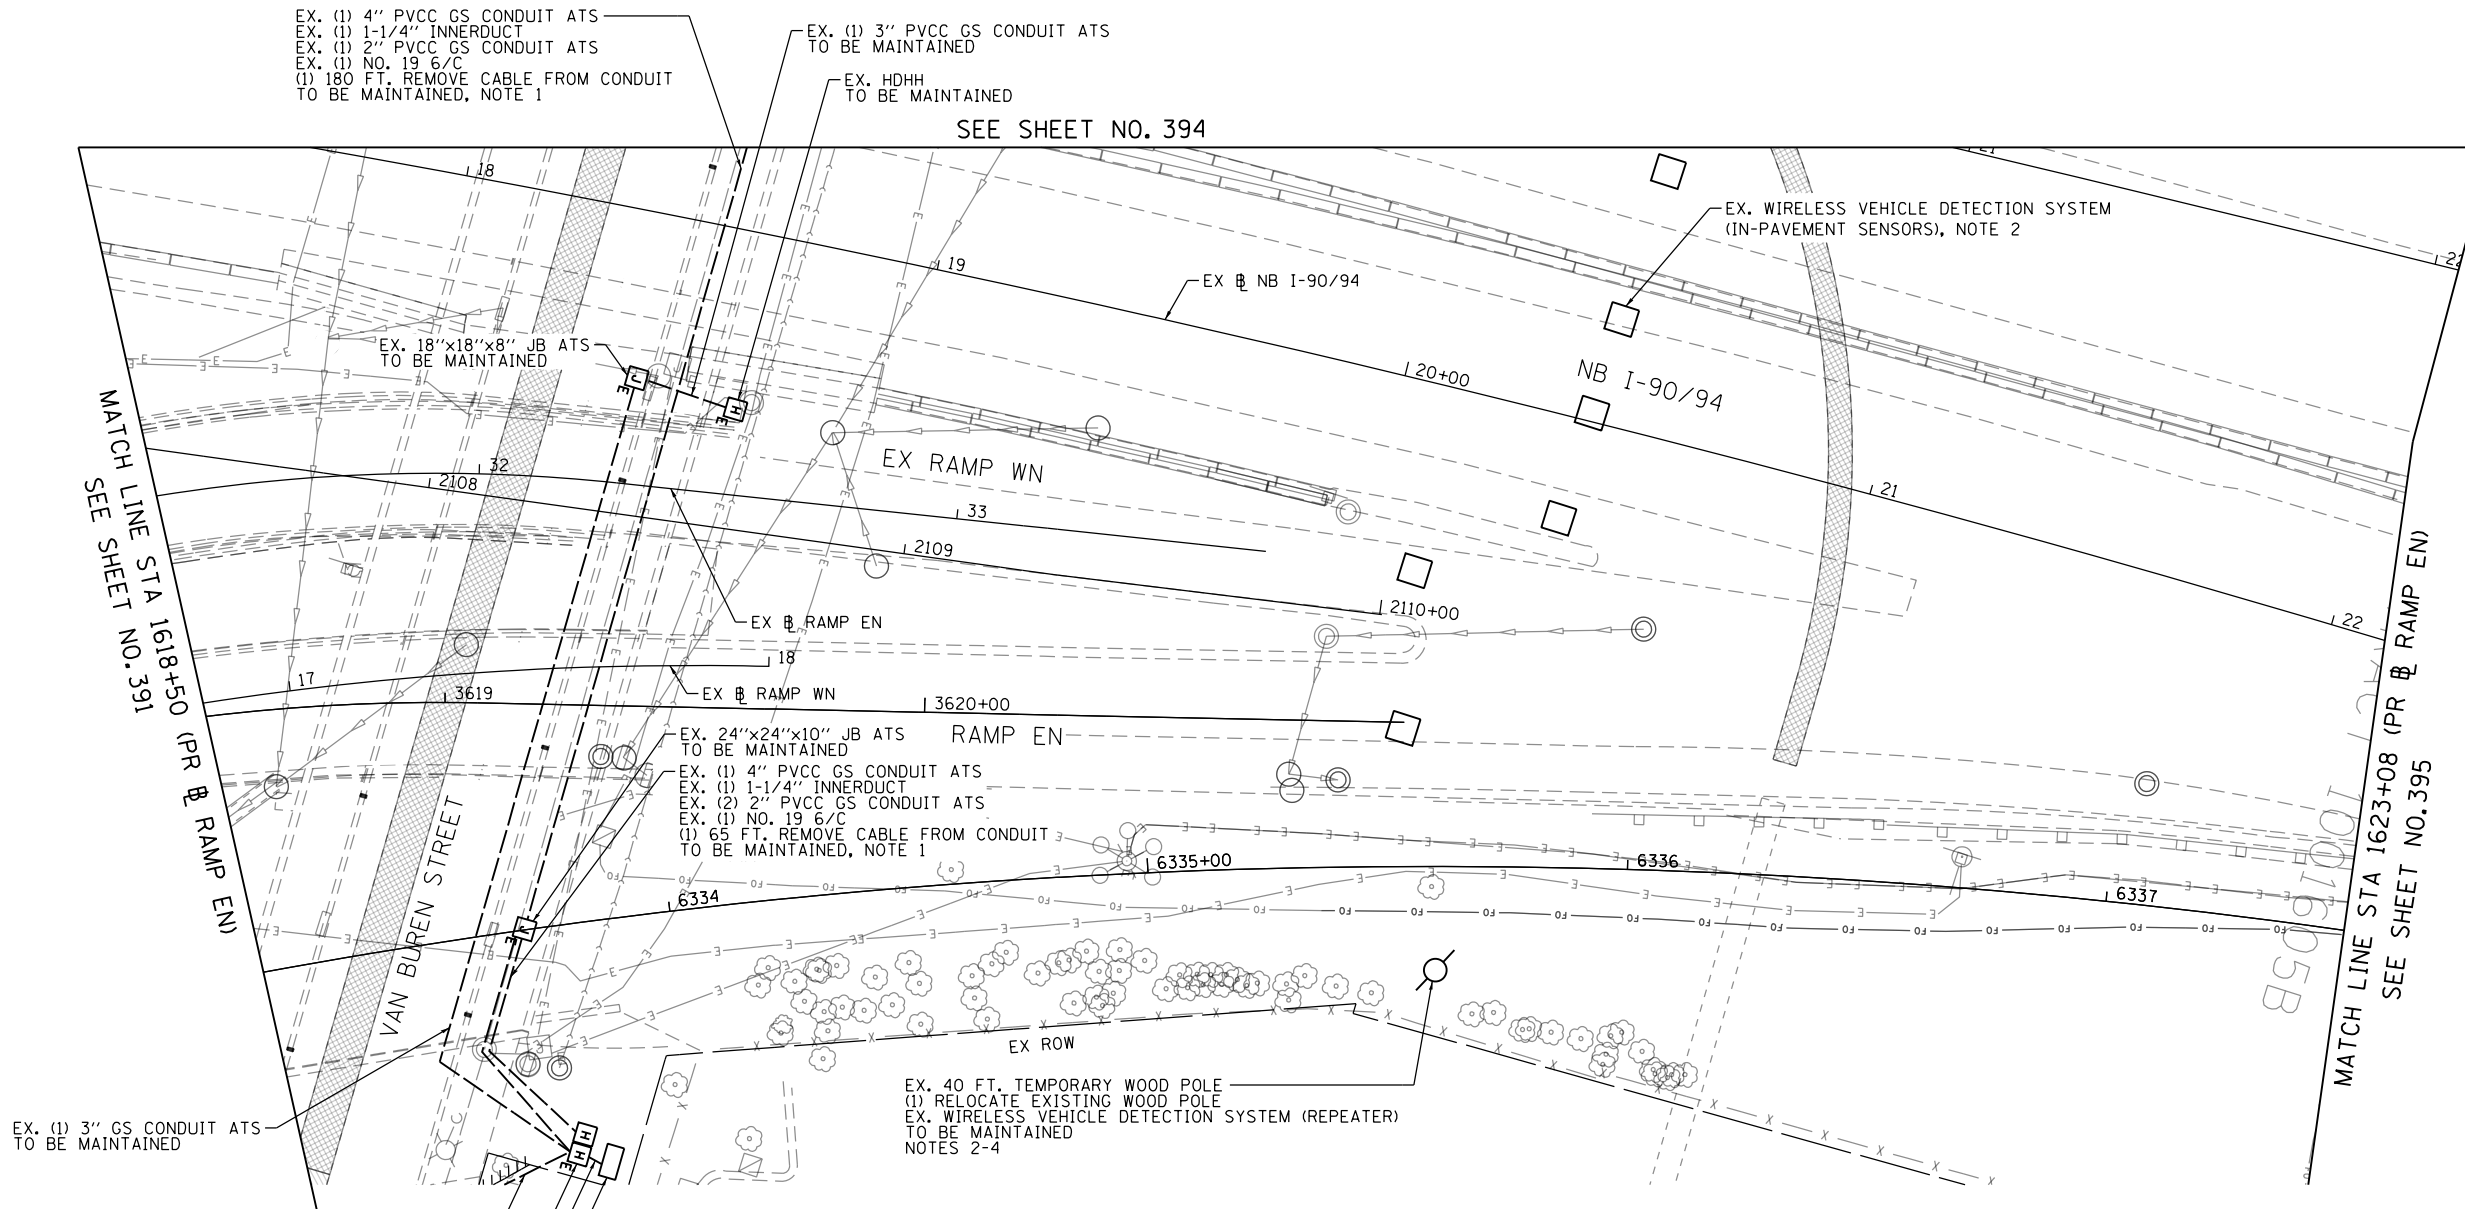 EX. (1) 4" PVCC GS CONDUIT ATS
EX. (1) 1-1/4" INNERDUCT
EX. (1) 2" PVCC GS CONDUIT ATS
EX. (1) NO. 19 6/C
(1) 180 FT. REMOVE CABLE FROM CONDUIT
TO BE MAINTAINED, NOTE 1
EX. (1) 3" PVCC GS CONDUIT ATS
TO BE MAINTAINED
EX. HDHH
TO BE MAINTAINED
SEE SHEET NO. 394
18
21
EX. WIRELESS VEHICLE DETECTION SYSTEM
(IN-PAVEMENT SENSORS), NOTE 2
19
22
EX BL NB I-90/94
EX. 18"x18"x8" JB ATS
TO BE MAINTAINED
J
E
H
E
20+00
NB I-90/94
MATCH LINE STA 1618+50 (PR BL RAMP EN)
SEE SHEET NO. 391
EX RAMP WN
32
2108
33
21
2109
2110+00
22
EX BL RAMP EN
18
17
EX BL RAMP WN
3619
3620+00
EX. 24"x24"x10" JB ATS
TO BE MAINTAINED
RAMP EN
EX. (1) 4" PVCC GS CONDUIT ATS
EX. (1) 1-1/4" INNERDUCT
EX. (2) 2" PVCC GS CONDUIT ATS
EX. (1) NO. 19 6/C
(1) 65 FT. REMOVE CABLE FROM CONDUIT
TO BE MAINTAINED, NOTE 1
MATCH LINE STA 1623+08 (PR BL RAMP EN)
SEE SHEET NO. 395
6335+00
6336
6337
6334
VAN BUREN STREET
J
E
EX ROW
EX. 40 FT. TEMPORARY WOOD POLE
(1) RELOCATE EXISTING WOOD POLE
EX. WIRELESS VEHICLE DETECTION SYSTEM (REPEATER)
TO BE MAINTAINED
NOTES 2-4
EX. (1) 3" GS CONDUIT ATS
TO BE MAINTAINED
H
H
E